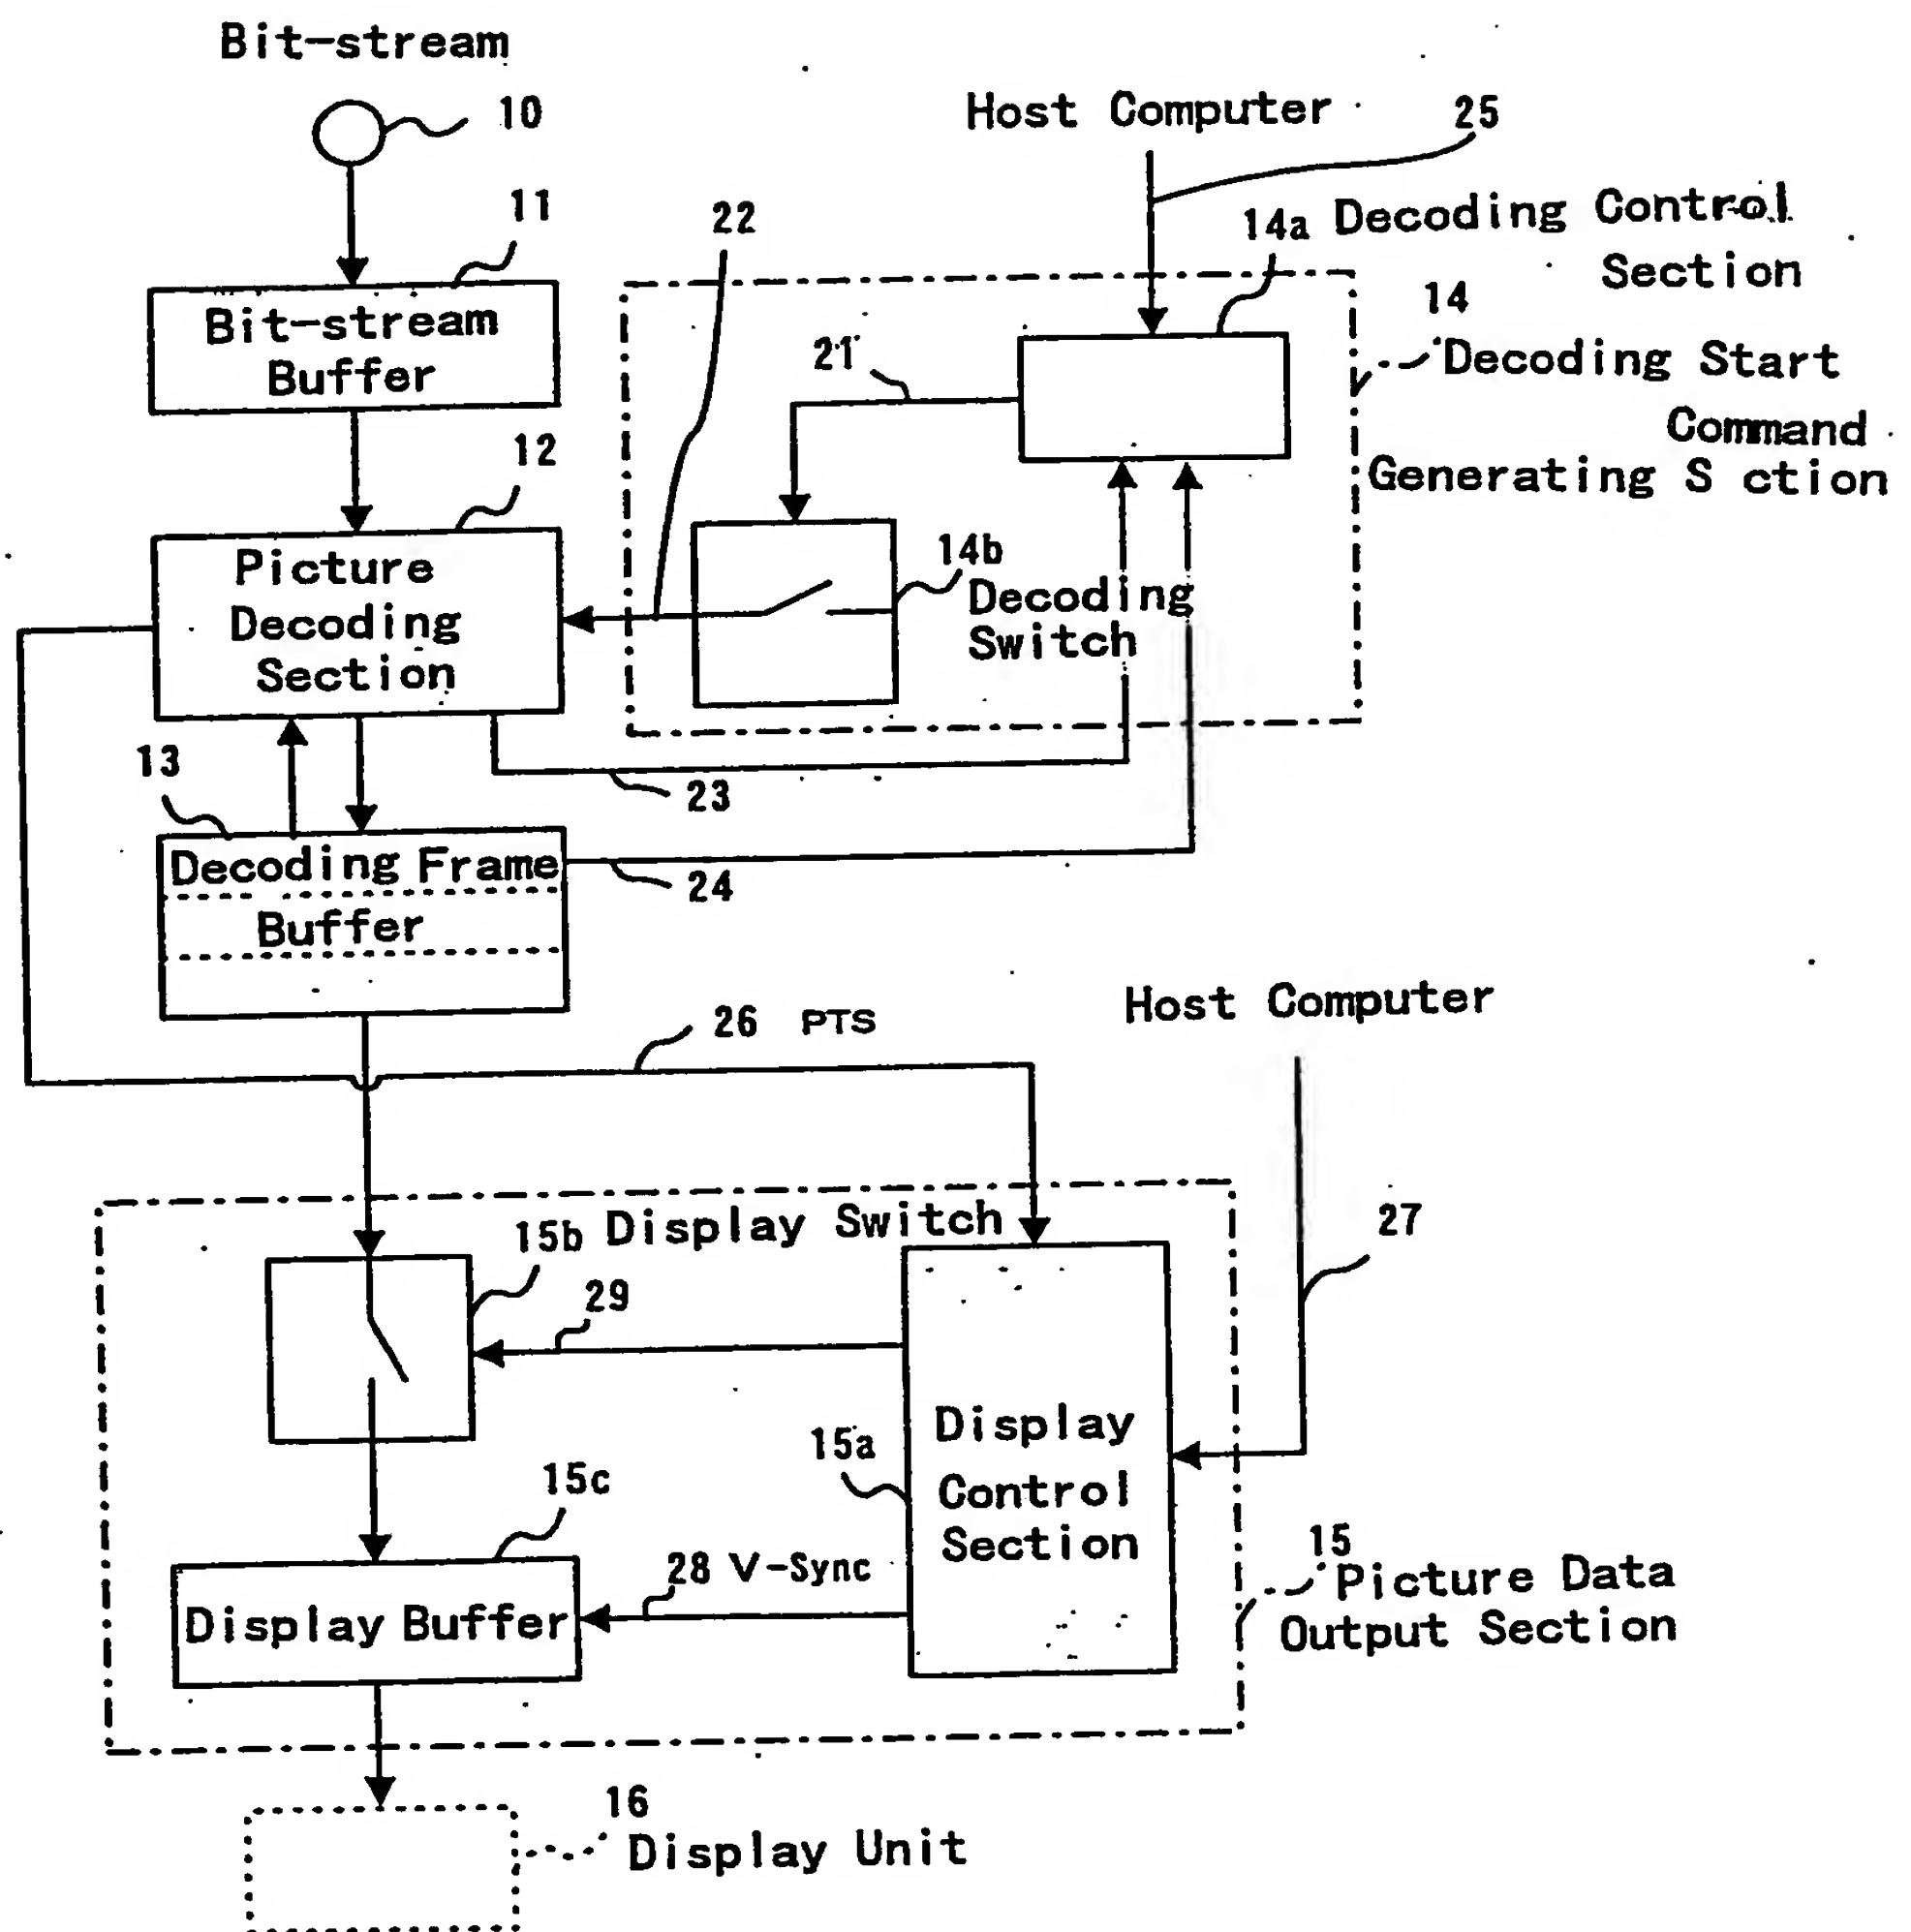 Bit-stream
10
Host Computer
25
11
22
14a Decoding Control
Section
14
Bit-stream
Buffer
21
Decoding Start
Command
Generating S ction
12
Picture
Decoding
Section
14b
Decoding
Switch
13
23
Decoding Frame
Buffer
24
Host Computer
26 PTS
15b Display Switch
27
29
Display
Control
Section
15a
15c
28 V-Sync
15
Picture Data
Output Section
Display Buffer
16
Display Unit